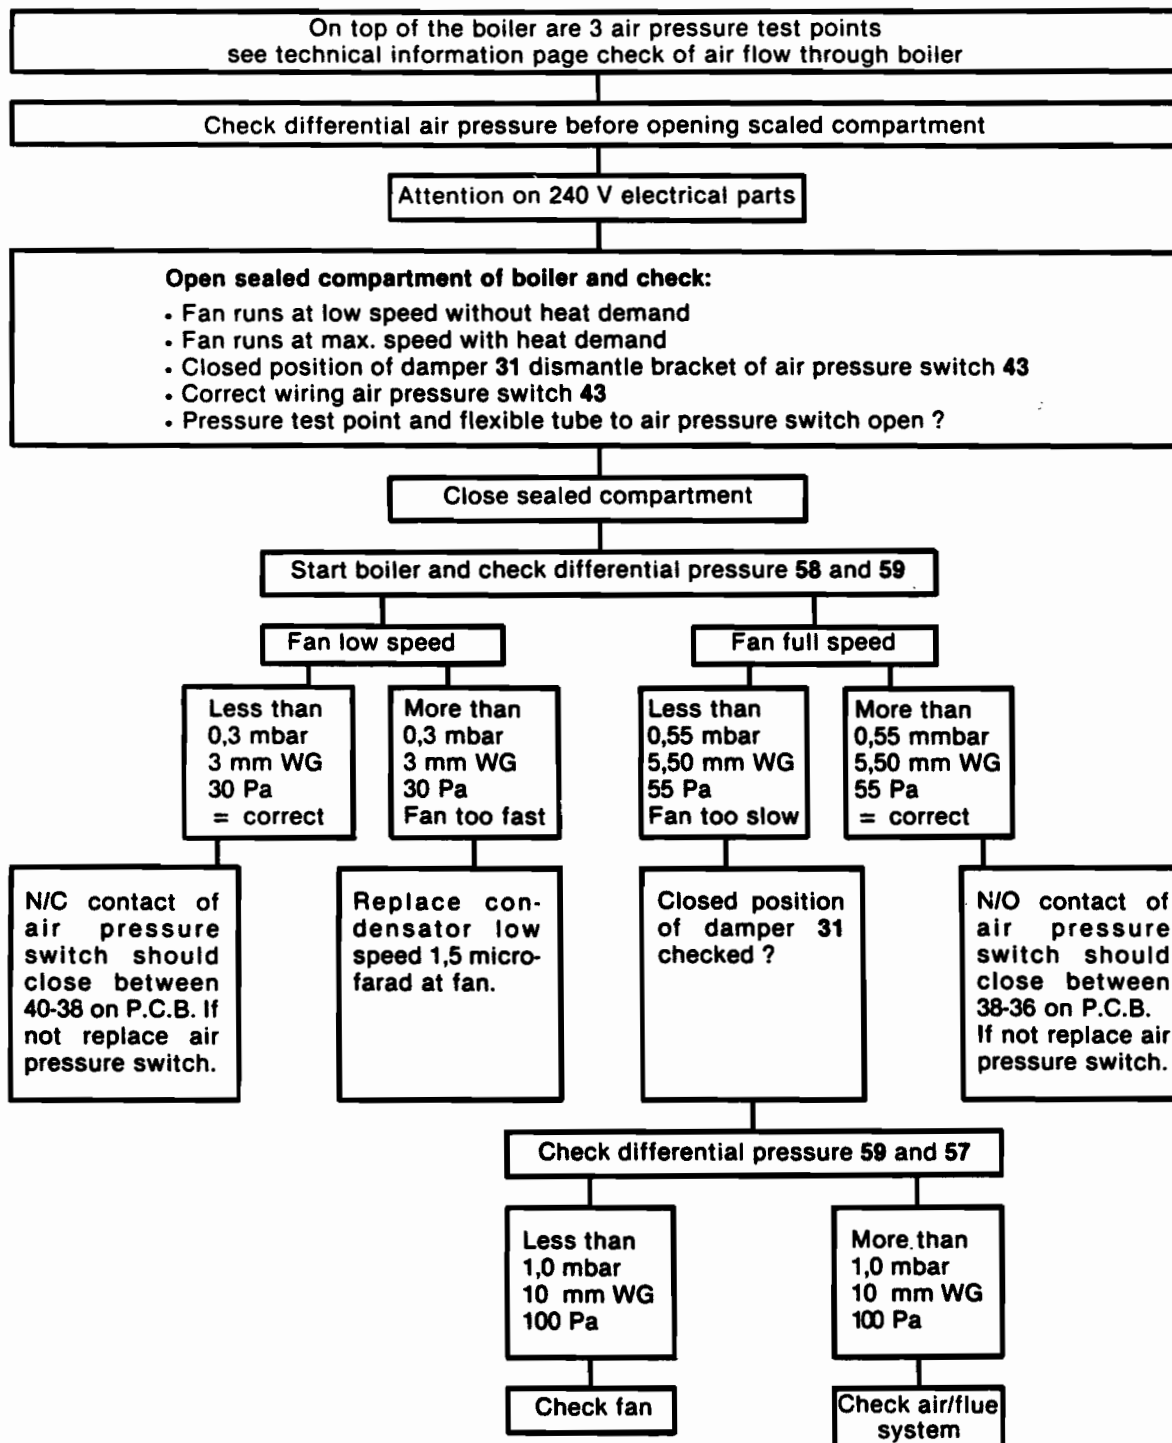 On top of the boiler are 3 air pressure test points
see technical information page check of air flow through boiler
Check differential air pressure before opening scaled compartment
Attention on 240 V electrical parts
Open sealed compartment of boiler and check:
• Fan runs at low speed without heat demand
• Fan runs at max. speed with heat demand
• Closed position of damper 31 dismantle bracket of air pressure switch 43
• Correct wiring air pressure switch 43
• Pressure test point and flexible tube to air pressure switch open ?
Close sealed compartment
Start boiler and check differential pressure 58 and 59
Fan low speed
Fan full speed
Less than
0,3 mbar
3 mm WG
30 Pa
= correct
More than
0,3 mbar
3 mm WG
30 Pa
Fan too fast
Less than
0,55 mbar
5,50 mm WG
55 Pa
Fan too slow
More than
0,55 mmbar
5,50 mm WG
55 Pa
= correct
N/C contact of
air pressure
switch should
close between
40-38 on P.C.B. If
not replace air
pressure switch.
Replace con-
densator low
speed 1,5 micro-
farad at fan.
Closed position
of damper 31
checked ?
N/O contact of
air pressure
switch should
close between
38-36 on P.C.B.
If not replace air
pressure switch.
Check differential pressure 59 and 57
Less than
1,0 mbar
10 mm WG
100 Pa
More than
1,0 mbar
10 mm WG
100 Pa
Check fan
Check air/flue
system